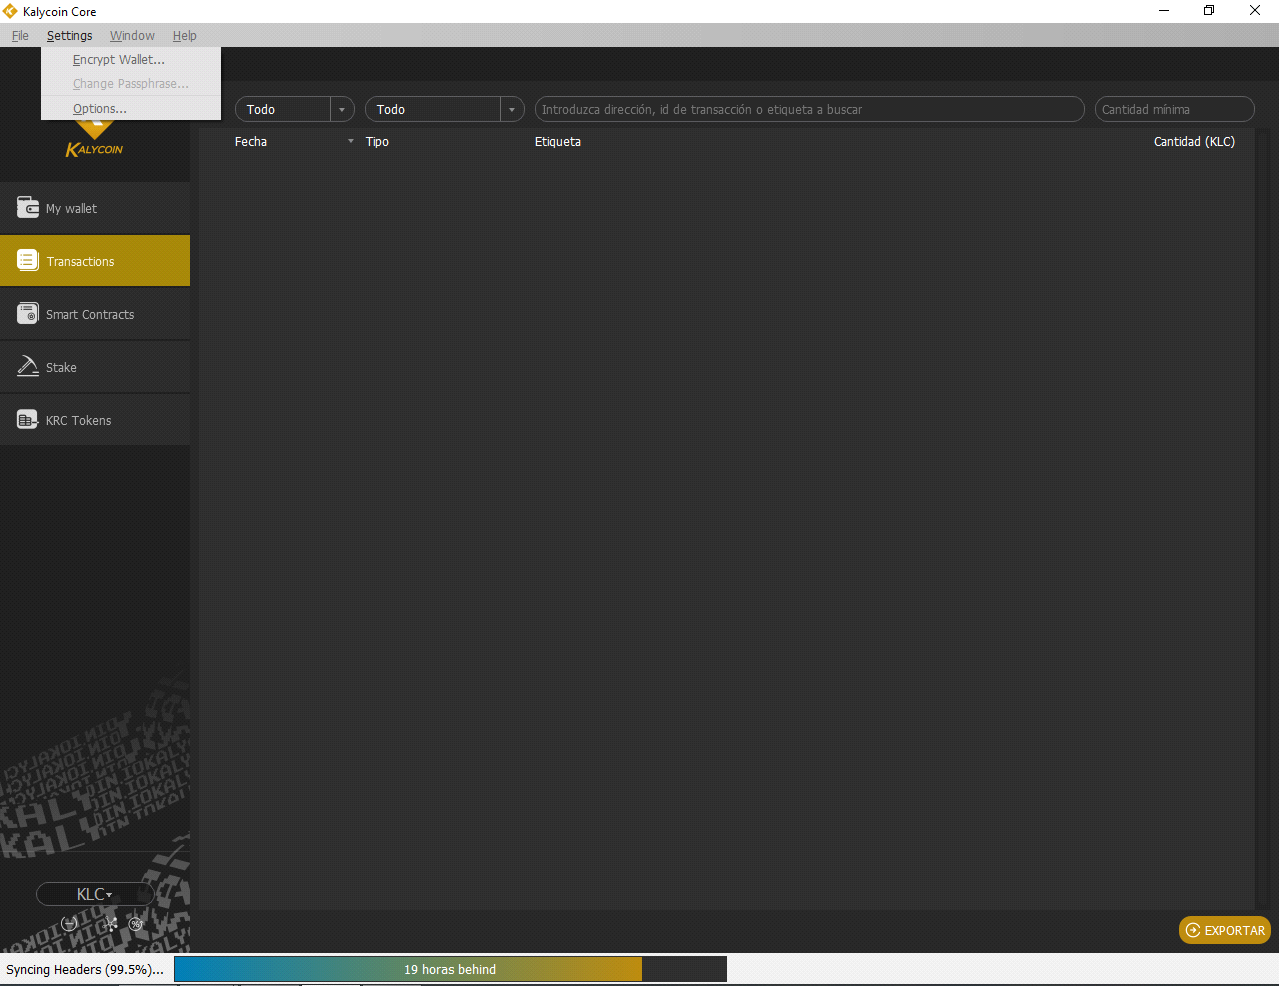 Kalycoin Core
File Settings Window Help
Encrypt Wallet...
Change Passphrase...
Options...
KALYCOIN
Todo Todo Introduzca dirección, id de transacción o etiqueta a buscar Cantidad mínima
Fecha Tipo Etiqueta Cantidad (KLC)
My wallet
Transactions
Smart Contracts
Stake
KRC Tokens
KLC
EXPORTAR
Syncing Headers (99.5%)... 19 horas behind